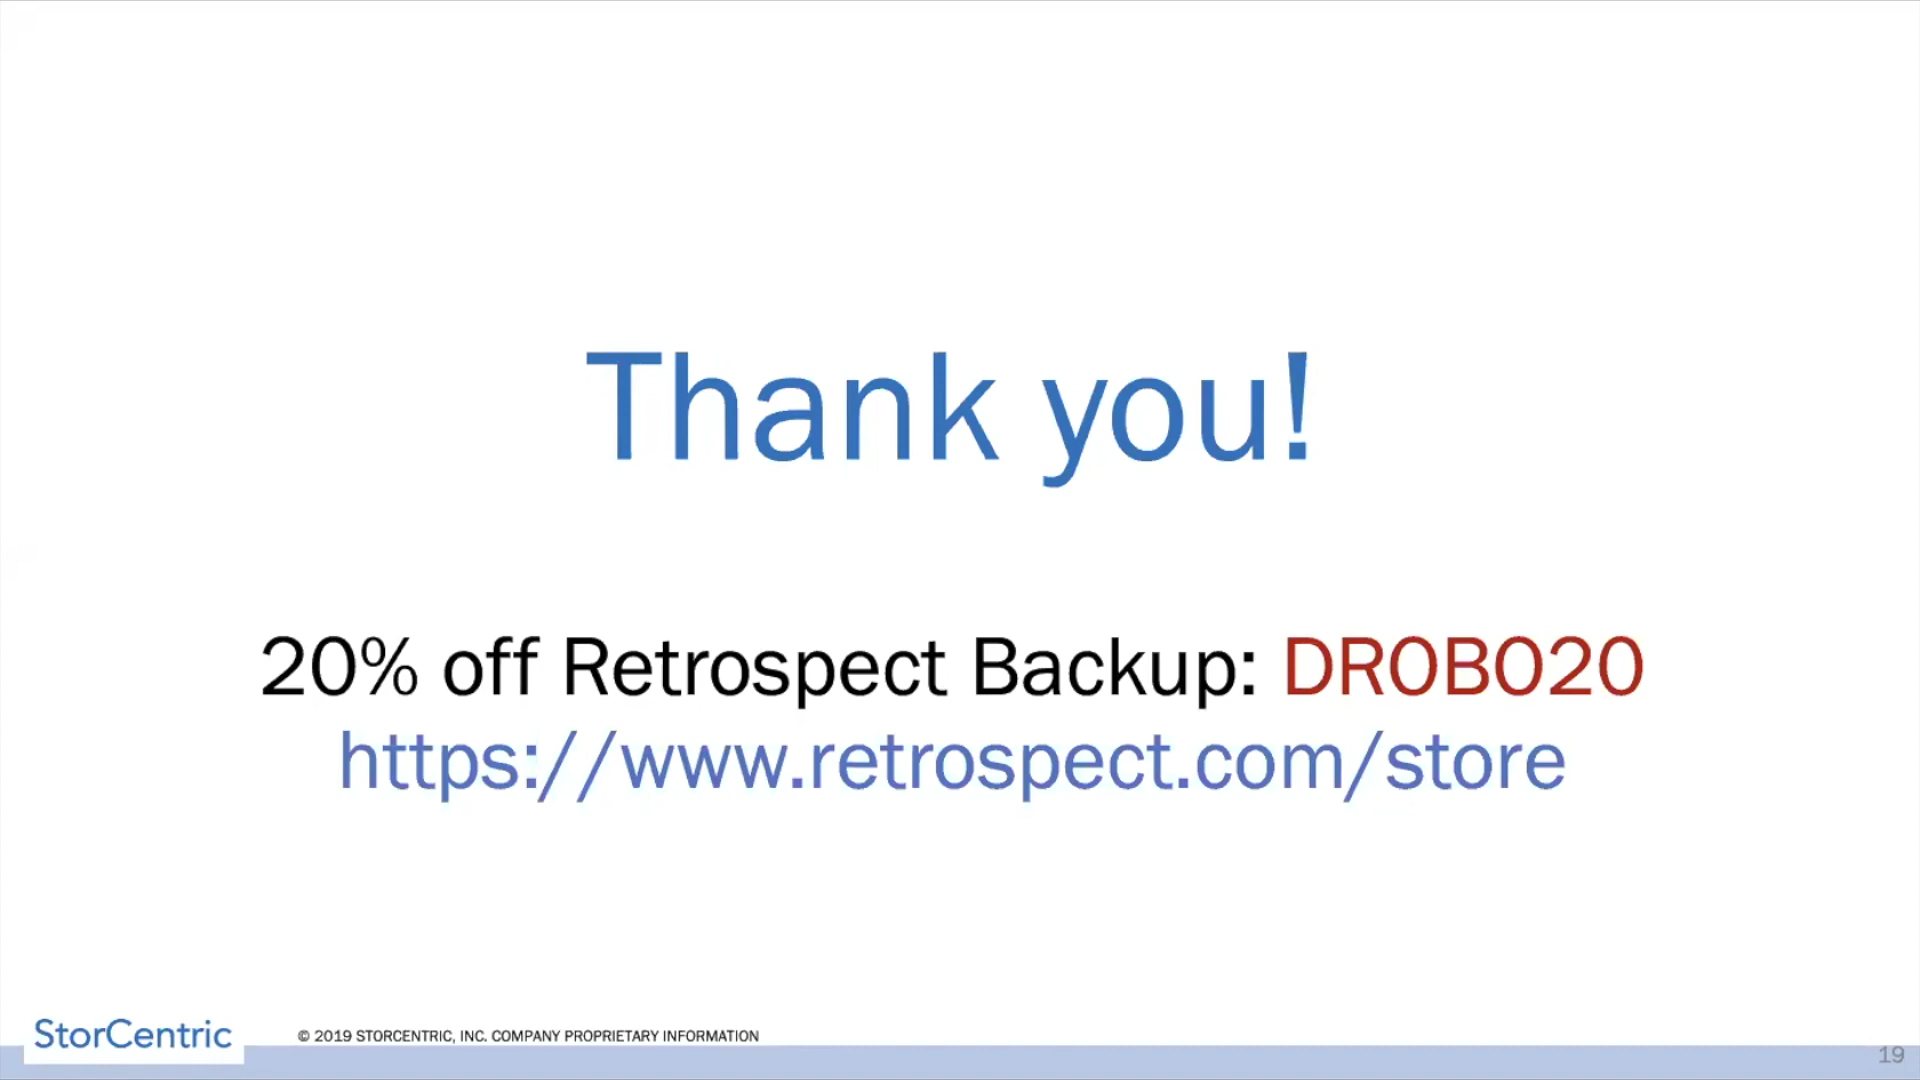 Thank you!
20% off Retrospect Backup: DROBO20
https://www.retrospect.com/store
StorCentric
© 2019 STORCENTRIC, INC. COMPANY PROPRIETARY INFORMATION
19